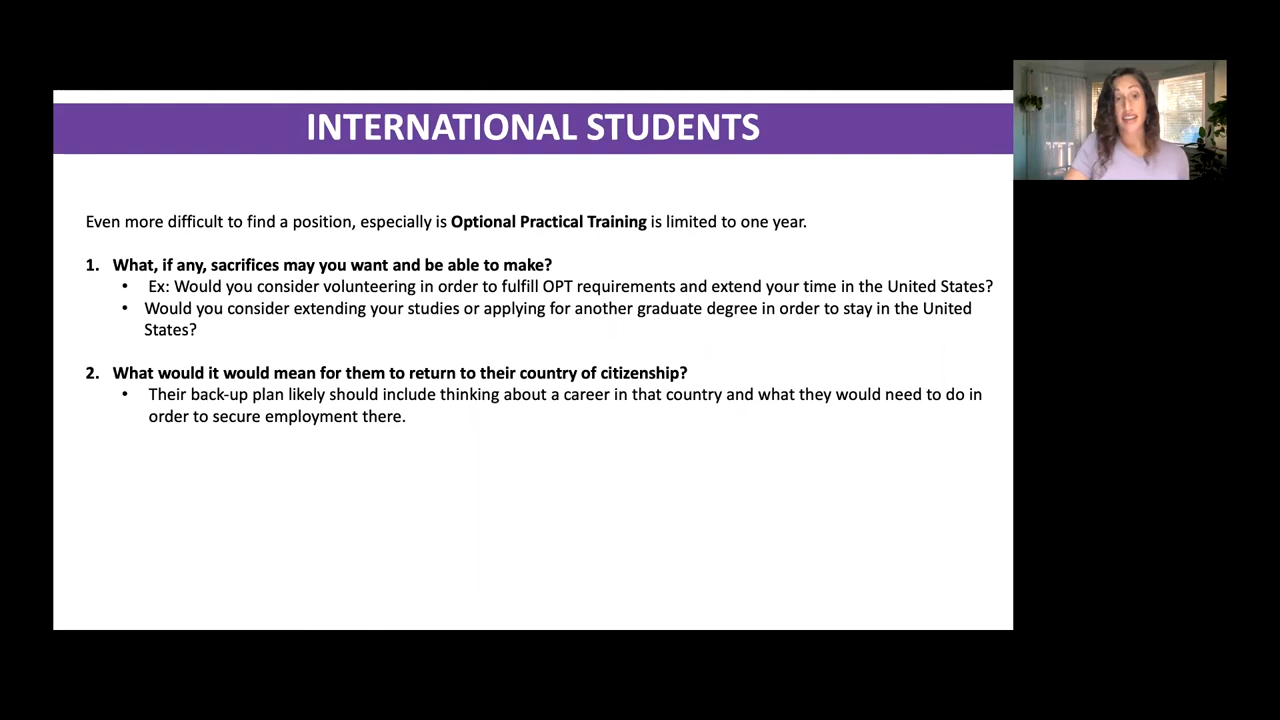 INTERNATIONAL STUDENTS
Even more difficult to find a position, especially is Optional Practical Training is limited to one year.
1. What, if any, sacrifices may you want and be able to make?
• Ex: Would you consider volunteering in order to fulfill OPT requirements and extend your time in the United States?
• Would you consider extending your studies or applying for another graduate degree in order to stay in the United
States?
2. What would it would mean for them to return to their country of citizenship?
• Their back-up plan likely should include thinking about a career in that country and what they would need to do in
order to secure employment there.